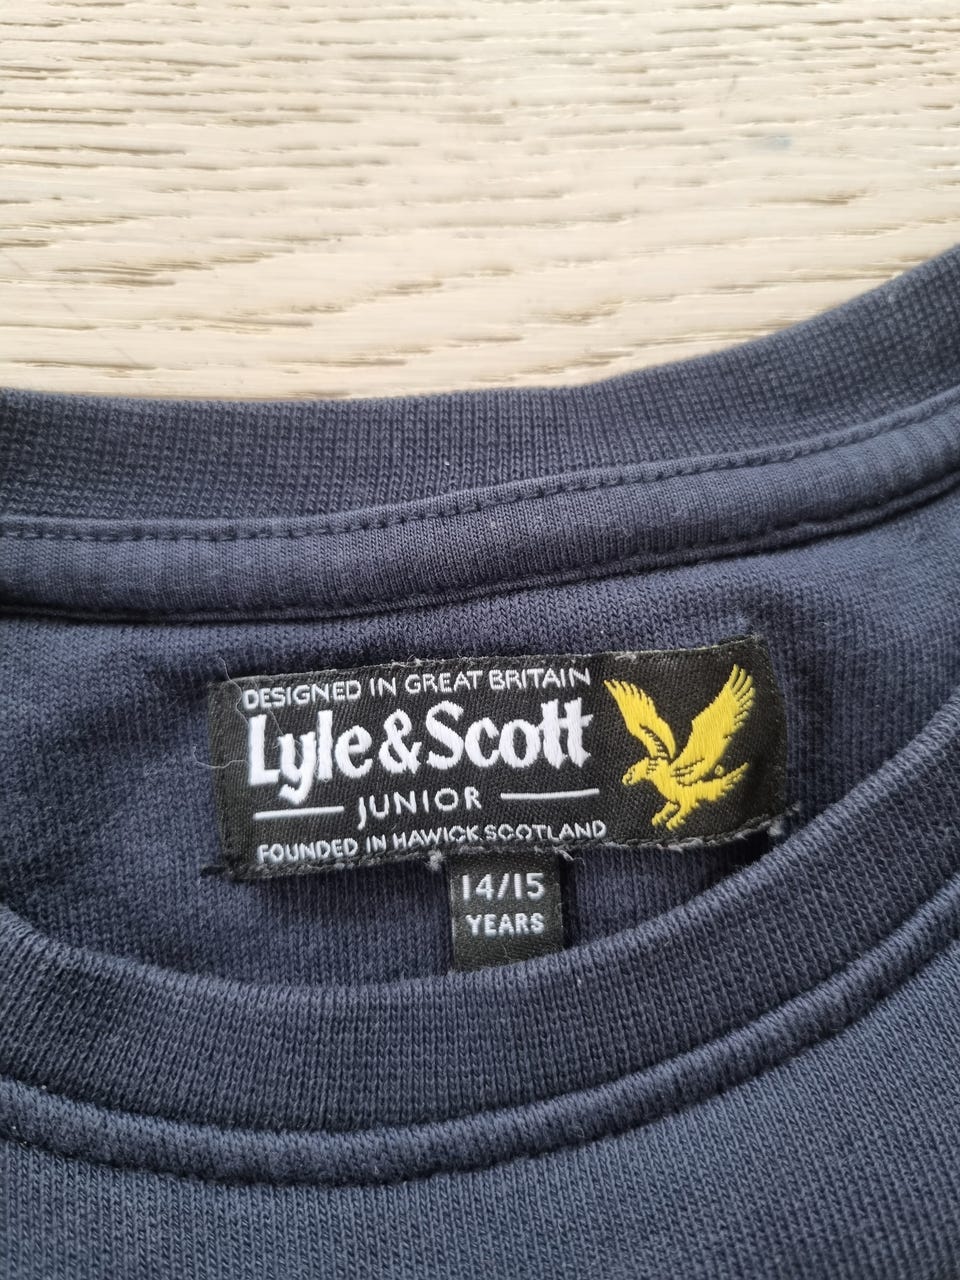 DESIGNED IN GREAT BRITAIN
Lyle&Scott
JUNIOR
FOUNDED IN HAWICK SCOTLAND
14/15
YEARS